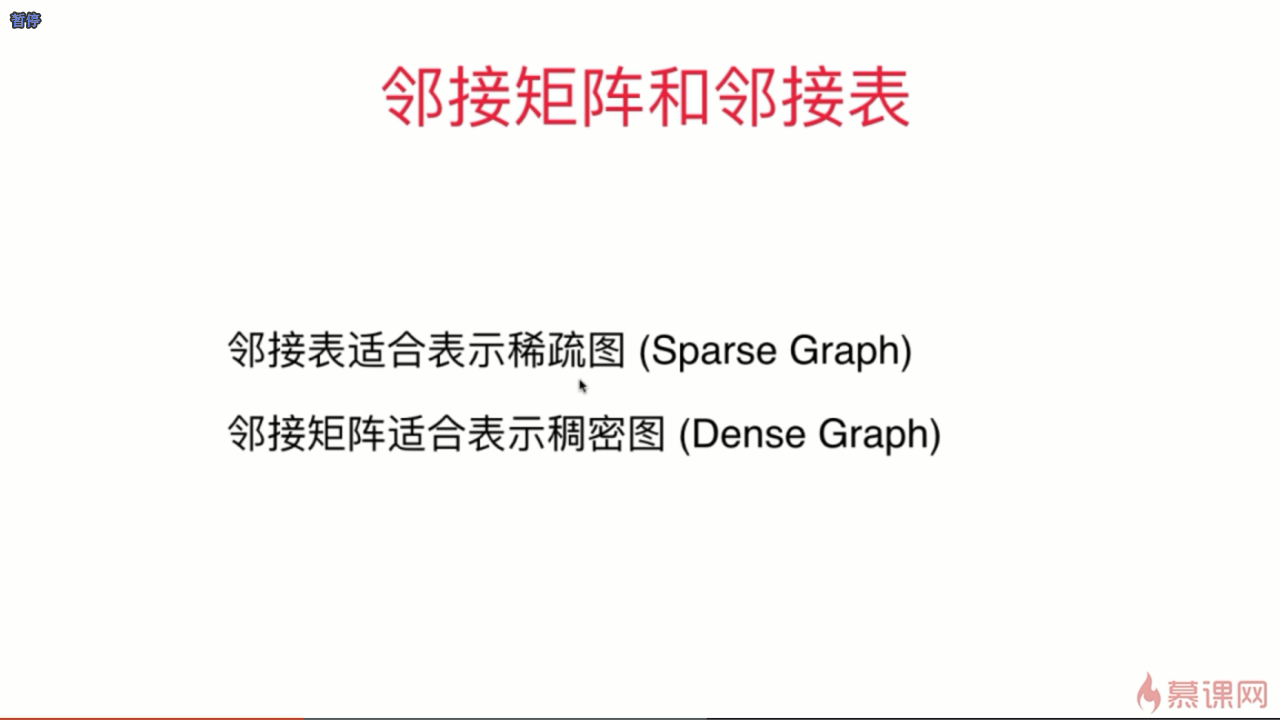 暂停
邻接矩阵和邻接表
邻接表适合表示稀疏图 (Sparse Graph)
邻接矩阵适合表示稠密图 (Dense Graph)
慕课网